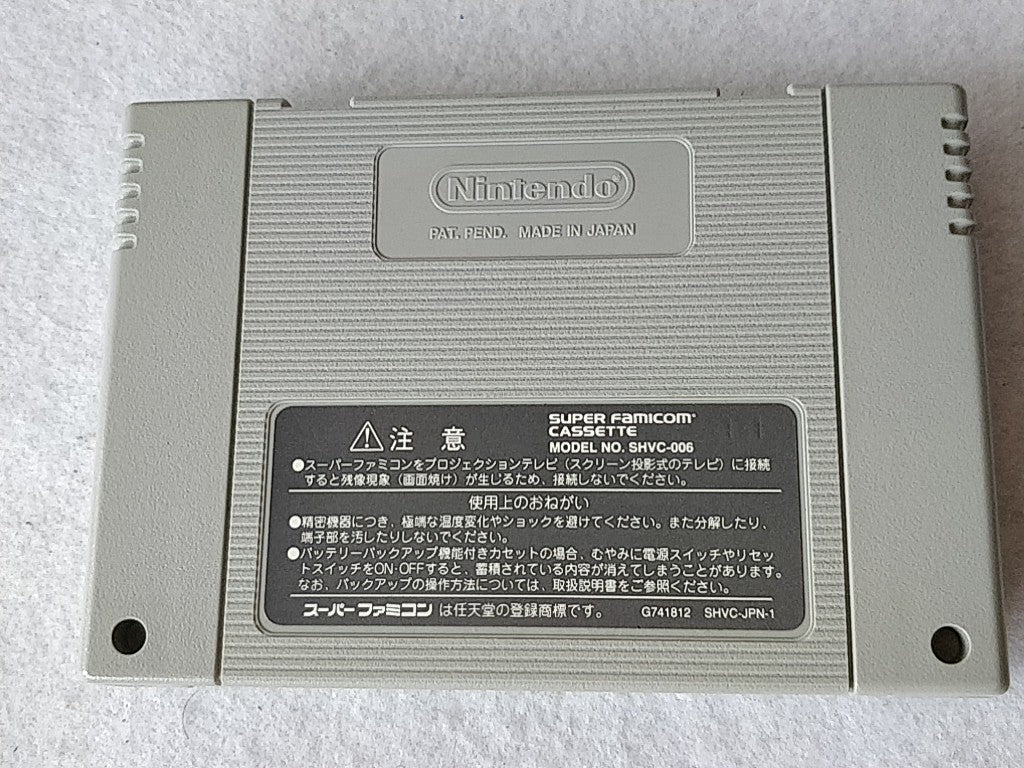 Nintendo®
PAT. PEND. MADE IN JAPAN
⚠注意
SUPER FAMICOM
CASSETTE
MODEL NO. SHVC-006
●スーパーファミコンをプロジェクションテレビ（スクリーン投影式のテレビ）に接続
すると残像現象（画面焼け）が生じるため、接続しないでください。
使用上のおねがい
●精密機器につき、極端な温度変化やショックを避けてください。また分解したり、
端子部を汚したりしないでください。
●バッテリーバックアップ機能付きカセットの場合、むやみに電源スイッチやリセッ
トスイッチをON・OFFすると、蓄積されている内容が消えてしまうことがあります。
なお、バックアップの操作方法については、取扱説明書をご参照ください。
スーパーファミコンは任天堂の登録商標です。 G741812 SHVC-JPN-1